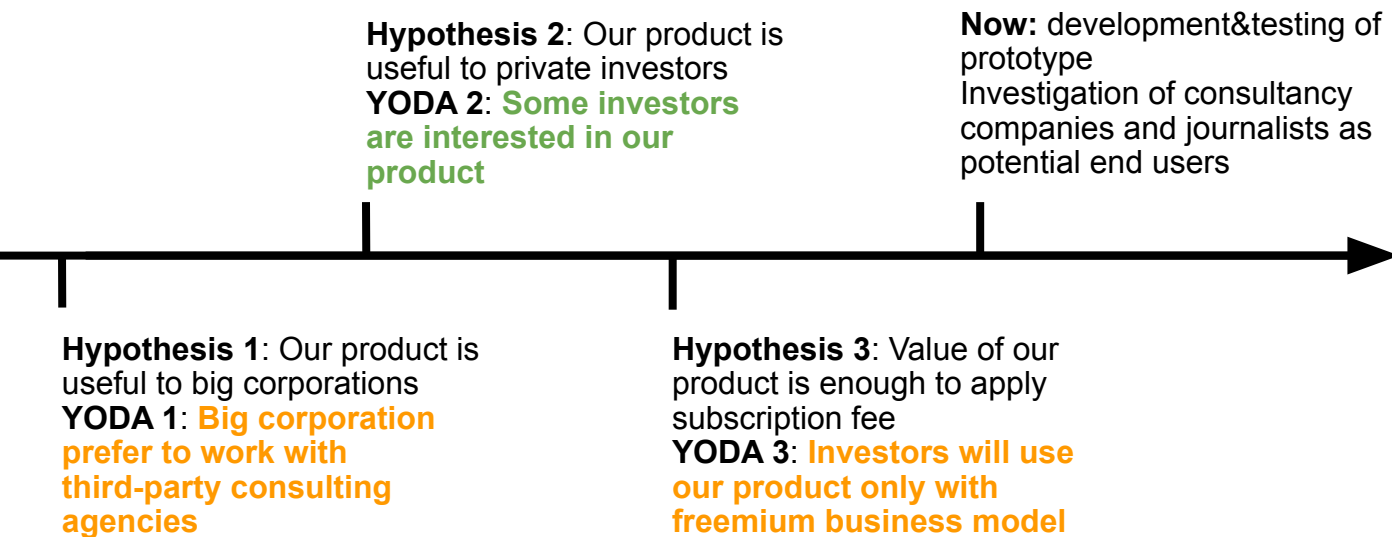 Hypothesis 2: Our product is
useful to private investors
YODA 2: Some investors
are interested in our
product
Now: development&testing of
prototype
Investigation of consultancy
companies and journalists as
potential end users
Hypothesis 1: Our product is
useful to big corporations
YODA 1: Big corporation
prefer to work with
third-party consulting
agencies
Hypothesis 3: Value of our
product is enough to apply
subscription fee
YODA 3: Investors will use
our product only with
freemium business model